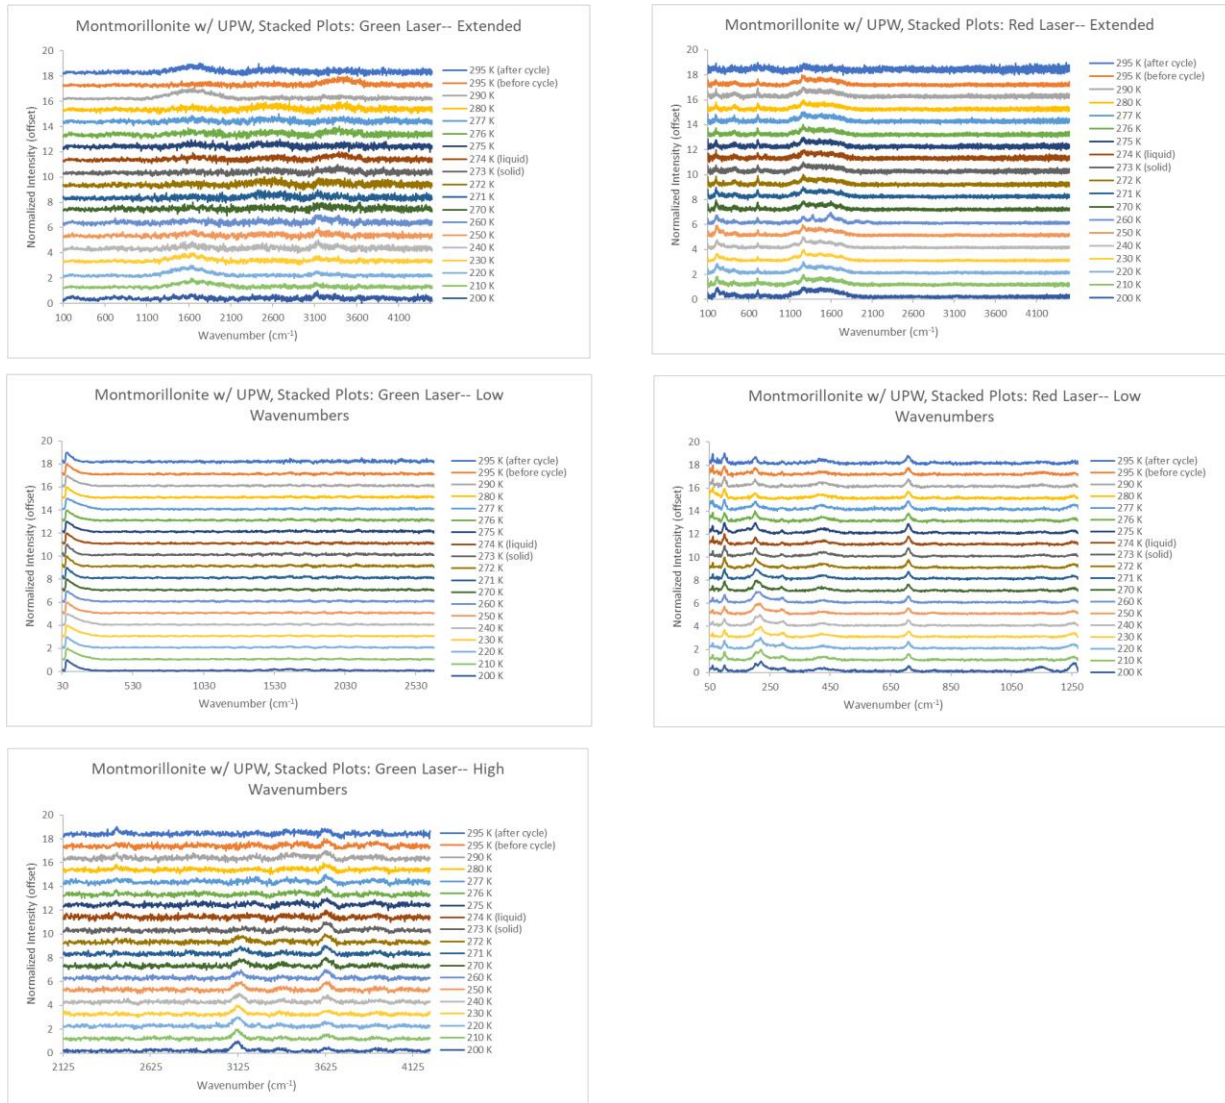 Montmorillonite w/ UPW, Stacked Plots: Green Laser-- Extended
Normalized Intensity (offset)
20
18
16
14
12
10
8
6
4
2
0
100 600 1100 1600 2100 2600 3100 3600 4100
Wavenumber (cm⁻¹)
295 K (after cycle)
295 K (before cycle)
290 K
280 K
277 K
276 K
275 K
274 K (liquid)
273 K (solid)
272 K
271 K
270 K
260 K
250 K
240 K
230 K
220 K
210 K
200 K
Montmorillonite w/ UPW, Stacked Plots: Red Laser-- Extended
Normalized Intensity (offset)
20
18
16
14
12
10
8
6
4
2
0
100 600 1100 1600 2100 2600 3100 3600 4100
Wavenumber (cm⁻¹)
295 K (after cycle)
295 K (before cycle)
290 K
280 K
277 K
276 K
275 K
274 K (liquid)
273 K (solid)
272 K
271 K
270 K
260 K
250 K
240 K
230 K
220 K
210 K
200 K
Montmorillonite w/ UPW, Stacked Plots: Green Laser-- Low
Wavenumbers
Normalized Intensity (offset)
20
18
16
14
12
10
8
6
4
2
0
30 530 1030 1530 2030 2530
Wavenumber (cm⁻¹)
295 K (after cycle)
295 K (before cycle)
290 K
280 K
277 K
276 K
275 K
274 K (liquid)
273 K (solid)
272 K
271 K
270 K
260 K
250 K
240 K
230 K
220 K
210 K
200 K
Montmorillonite w/ UPW, Stacked Plots: Red Laser-- Low
Wavenumbers
Normalized Intensity (offset)
20
18
16
14
12
10
8
6
4
2
0
50 250 450 650 850 1050 1250
Wavenumber (cm⁻¹)
295 K (after cycle)
295 K (before cycle)
290 K
280 K
277 K
276 K
275 K
274 K (liquid)
273 K (solid)
272 K
271 K
270 K
260 K
250 K
240 K
230 K
220 K
210 K
200 K
Montmorillonite w/ UPW, Stacked Plots: Green Laser-- High
Wavenumbers
Normalized Intensity (offset)
20
18
16
14
12
10
8
6
4
2
0
2125 2625 3125 3625 4125
Wavenumber (cm⁻¹)
295 K (after cycle)
295 K (before cycle)
290 K
280 K
277 K
276 K
275 K
274 K (liquid)
273 K (solid)
272 K
271 K
270 K
260 K
250 K
240 K
230 K
220 K
210 K
200 K